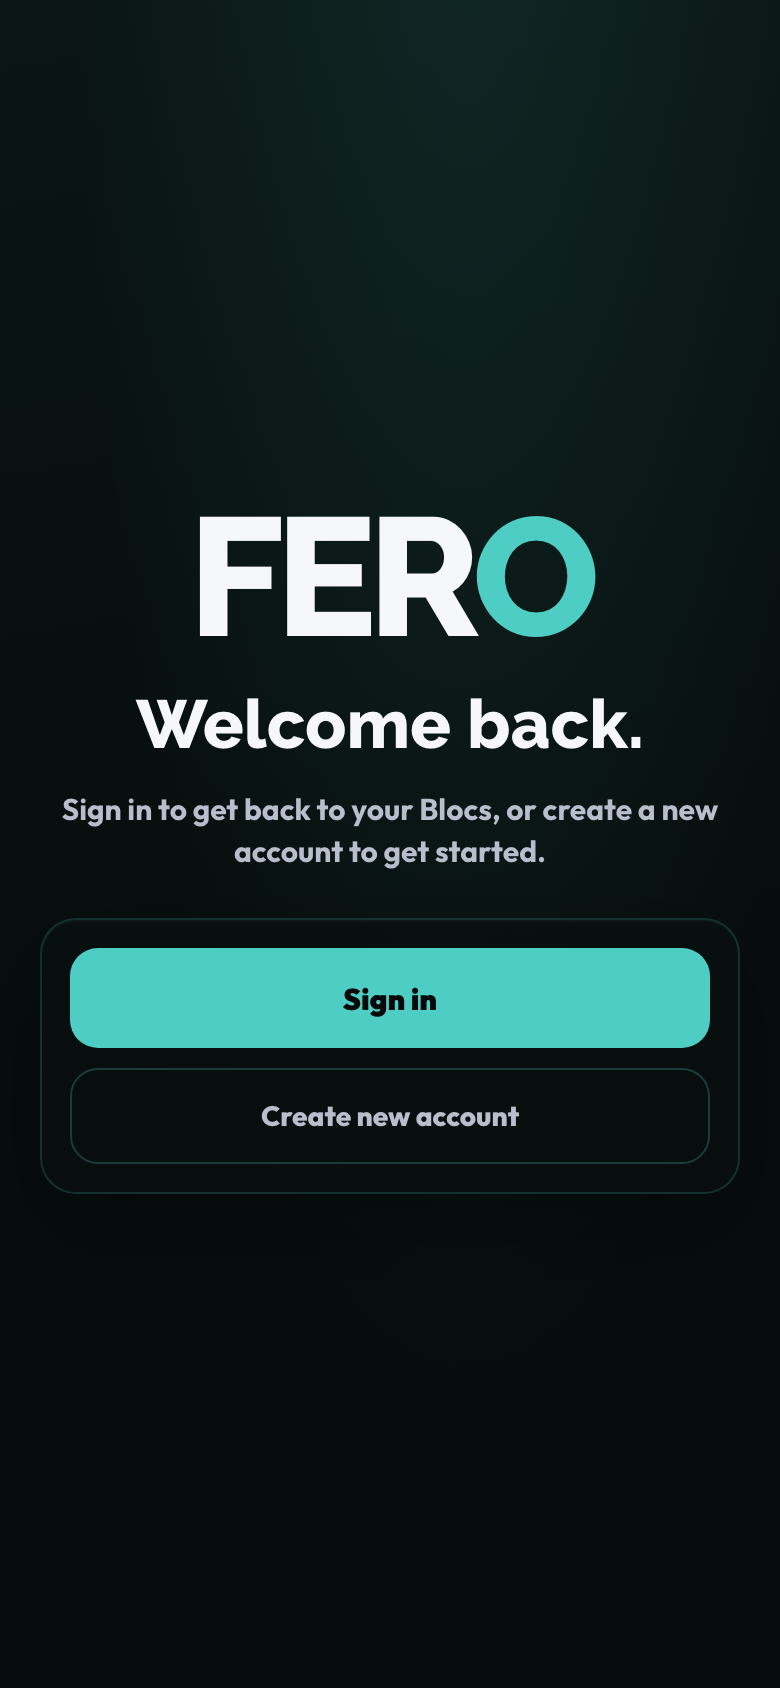 FERO
Welcome back.
Sign in to get back to your Blocs, or create a new
account to get started.
Sign in
Create new account